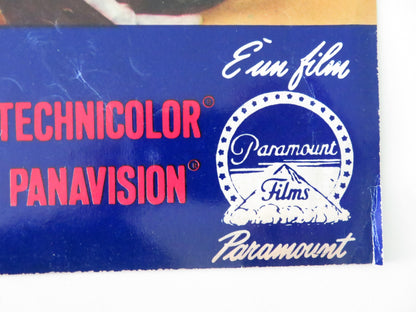 TECHNICOLOR©
PANAVISION®
È un film
Paramount
Films
Paramount